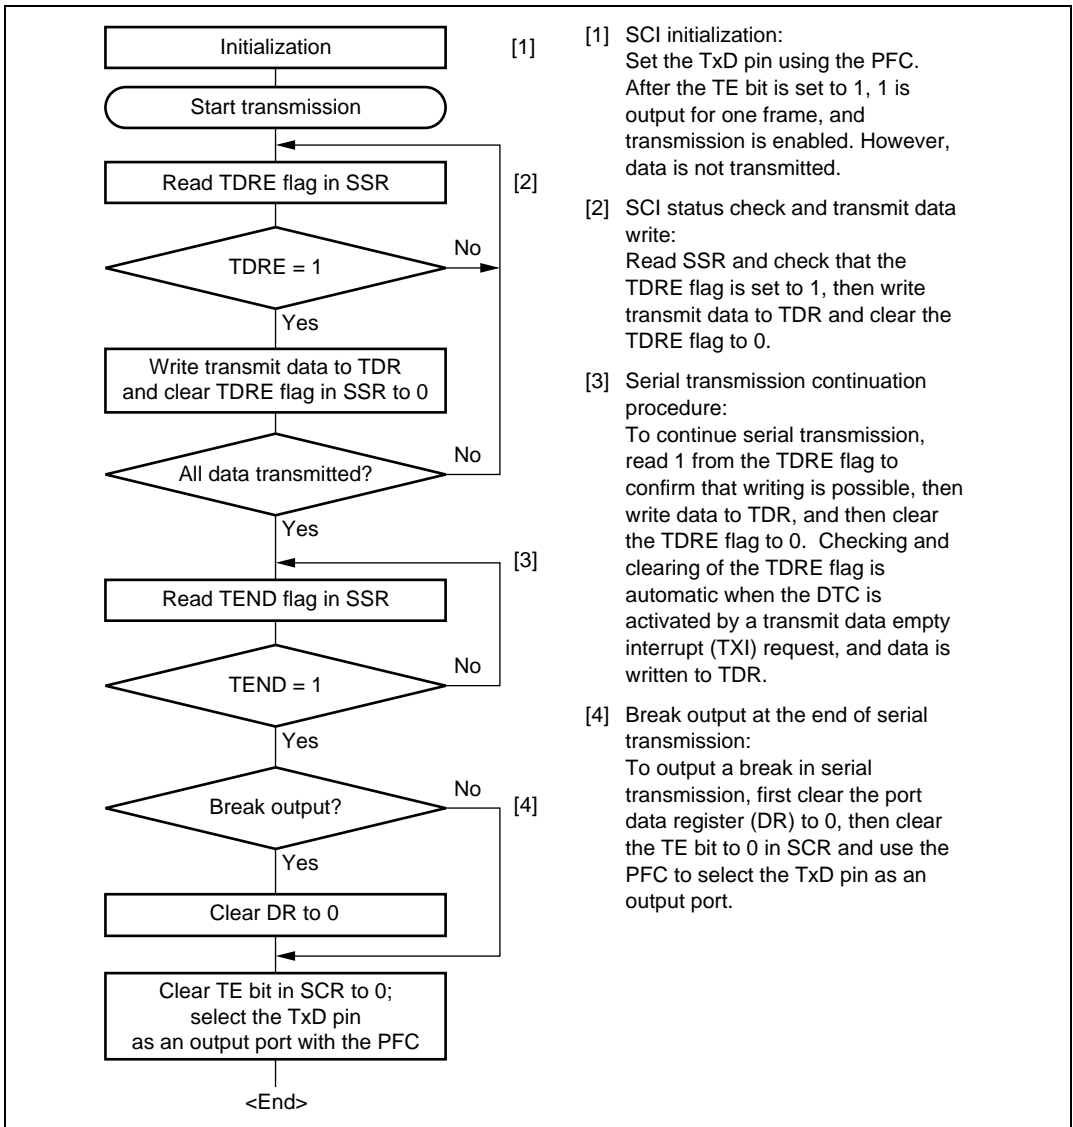 Initialization
[1]
Start transmission
Read TDRE flag in SSR
[2]
TDRE = 1
No
Yes
Write transmit data to TDR
and clear TDRE flag in SSR to 0
All data transmitted?
No
Yes
[3]
Read TEND flag in SSR
TEND = 1
No
Yes
Break output?
No
[4]
Yes
Clear DR to 0
Clear TE bit in SCR to 0;
select the TxD pin
as an output port with the PFC
<End>
[1] SCI initialization:
Set the TxD pin using the PFC.
After the TE bit is set to 1, 1 is
output for one frame, and
transmission is enabled. However,
data is not transmitted.
[2] SCI status check and transmit data
write:
Read SSR and check that the
TDRE flag is set to 1, then write
transmit data to TDR and clear the
TDRE flag to 0.
[3] Serial transmission continuation
procedure:
To continue serial transmission,
read 1 from the TDRE flag to
confirm that writing is possible, then
write data to TDR, and then clear
the TDRE flag to 0.  Checking and
clearing of the TDRE flag is
automatic when the DTC is
activated by a transmit data empty
interrupt (TXI) request, and data is
written to TDR.
[4] Break output at the end of serial
transmission:
To output a break in serial
transmission, first clear the port
data register (DR) to 0, then clear
the TE bit to 0 in SCR and use the
PFC to select the TxD pin as an
output port.